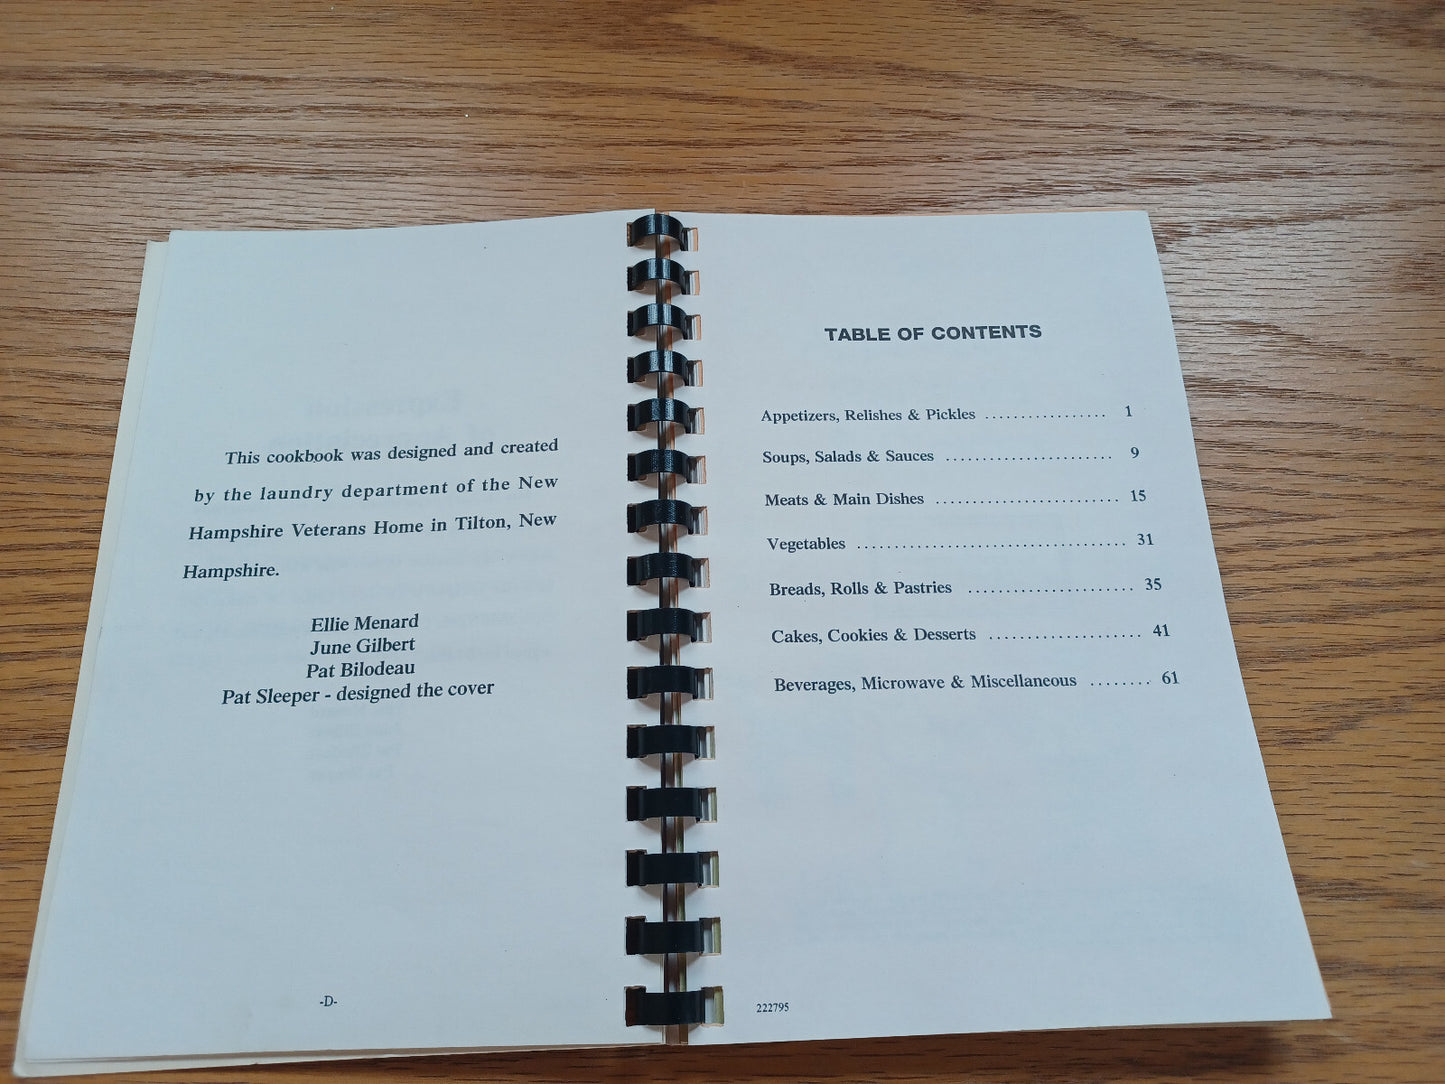 This cookbook was designed and created
by the laundry department of the New
Hampshire Veterans Home in Tilton, New
Hampshire.
Ellie Menard
June Gilbert
Pat Bilodeau
Pat Sleeper - designed the cover
-D-
TABLE OF CONTENTS
Appetizers, Relishes & Pickles ................. 1
Soups, Salads & Sauces ....................... 9
Meats & Main Dishes ......................... 15
Vegetables .................................... 31
Breads, Rolls & Pastries ....................... 35
Cakes, Cookies & Desserts ..................... 41
Beverages, Microwave & Miscellaneous ........ 61
222795